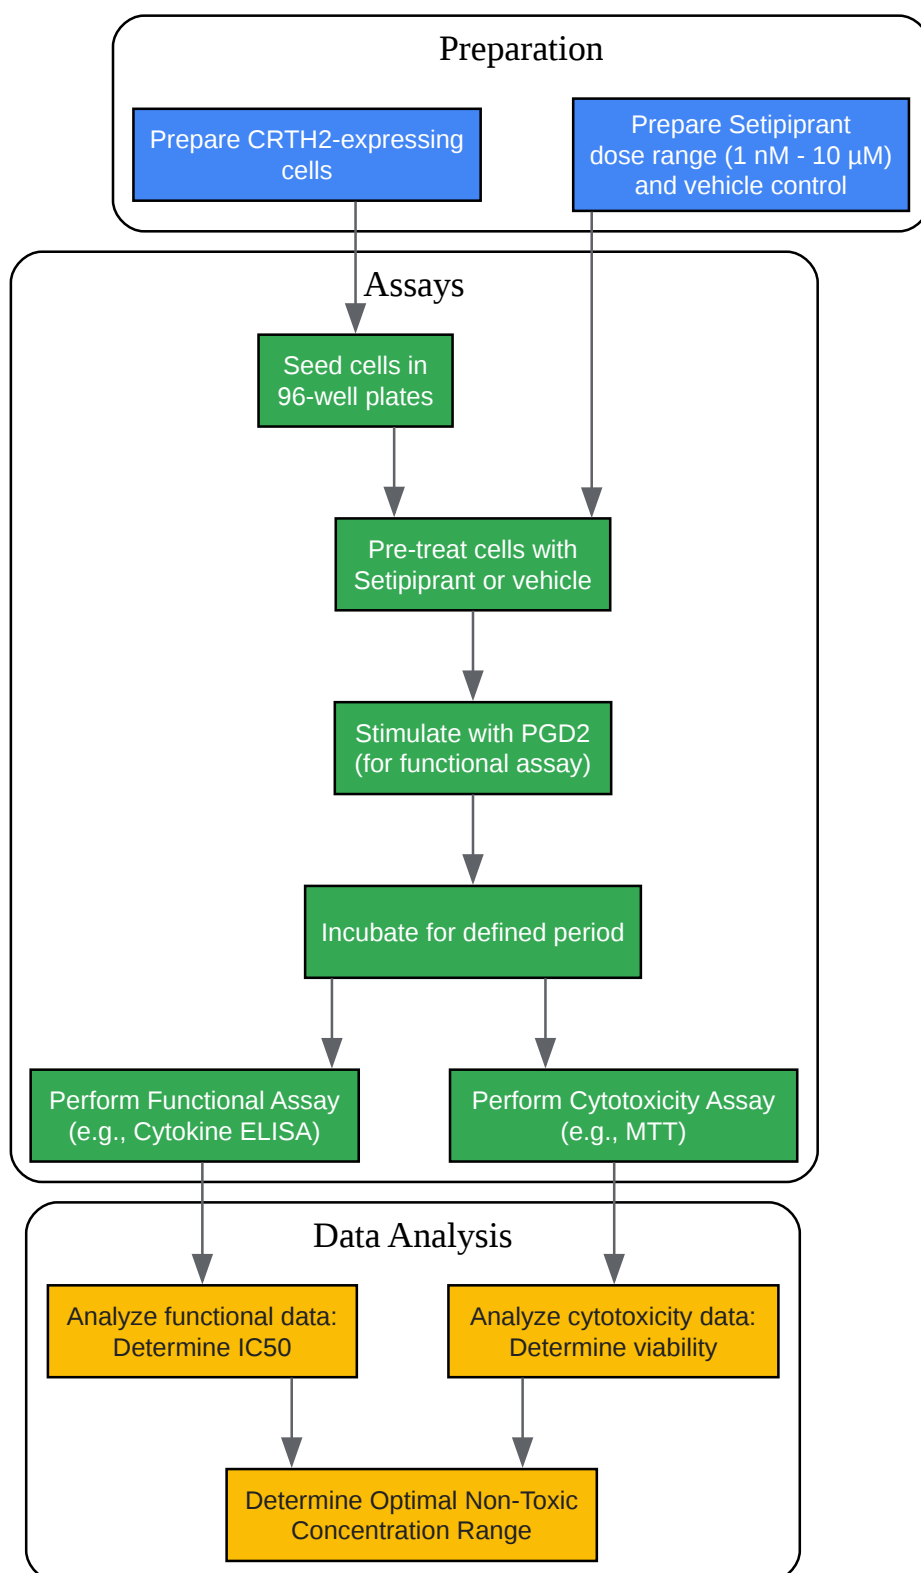 Preparation
Prepare CRTH2-expressing
cells
Prepare Setipiprant
dose range (1 nM - 10 µM)
and vehicle control
Assays
Seed cells in
96-well plates
Pre-treat cells with
Setipiprant or vehicle
Stimulate with PGD2
(for functional assay)
Incubate for defined period
Perform Functional Assay
(e.g., Cytokine ELISA)
Perform Cytotoxicity Assay
(e.g., MTT)
Data Analysis
Analyze functional data:
Determine IC50
Analyze cytotoxicity data:
Determine viability
Determine Optimal Non-Toxic
Concentration Range